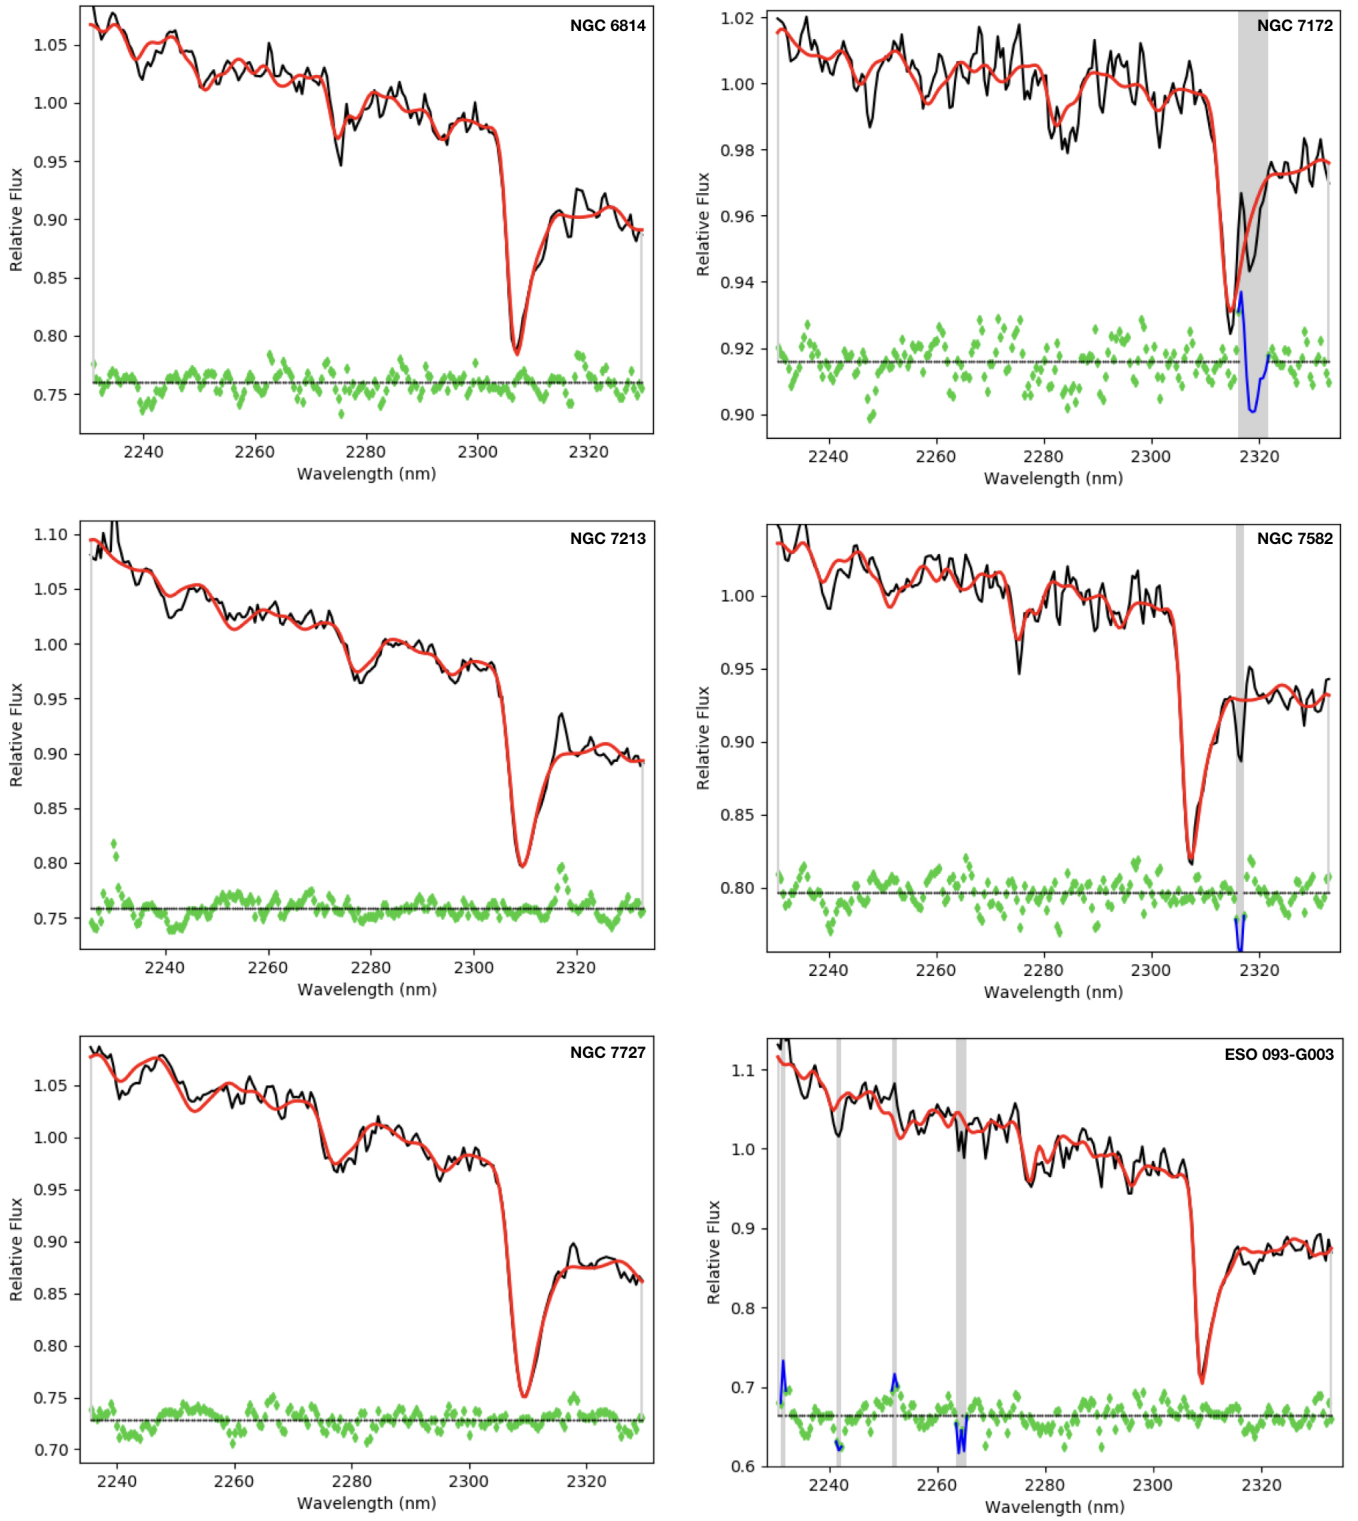 NGC 6814
1.05
1.00
0.95
0.90
0.85
0.80
0.75
Relative Flux
2240 2260 2280 2300 2320
Wavelength (nm)
NGC 7172
1.02
1.00
0.98
0.96
0.94
0.92
0.90
Relative Flux
2240 2260 2280 2300 2320
Wavelength (nm)
NGC 7213
1.10
1.05
1.00
0.95
0.90
0.85
0.80
0.75
Relative Flux
2240 2260 2280 2300 2320
Wavelength (nm)
NGC 7582
1.00
0.95
0.90
0.85
0.80
Relative Flux
2240 2260 2280 2300 2320
Wavelength (nm)
NGC 7727
1.05
1.00
0.95
0.90
0.85
0.80
0.75
0.70
Relative Flux
2240 2260 2280 2300 2320
Wavelength (nm)
ESO 093-G003
1.1
1.0
0.9
0.8
0.7
0.6
Relative Flux
2240 2260 2280 2300 2320
Wavelength (nm)